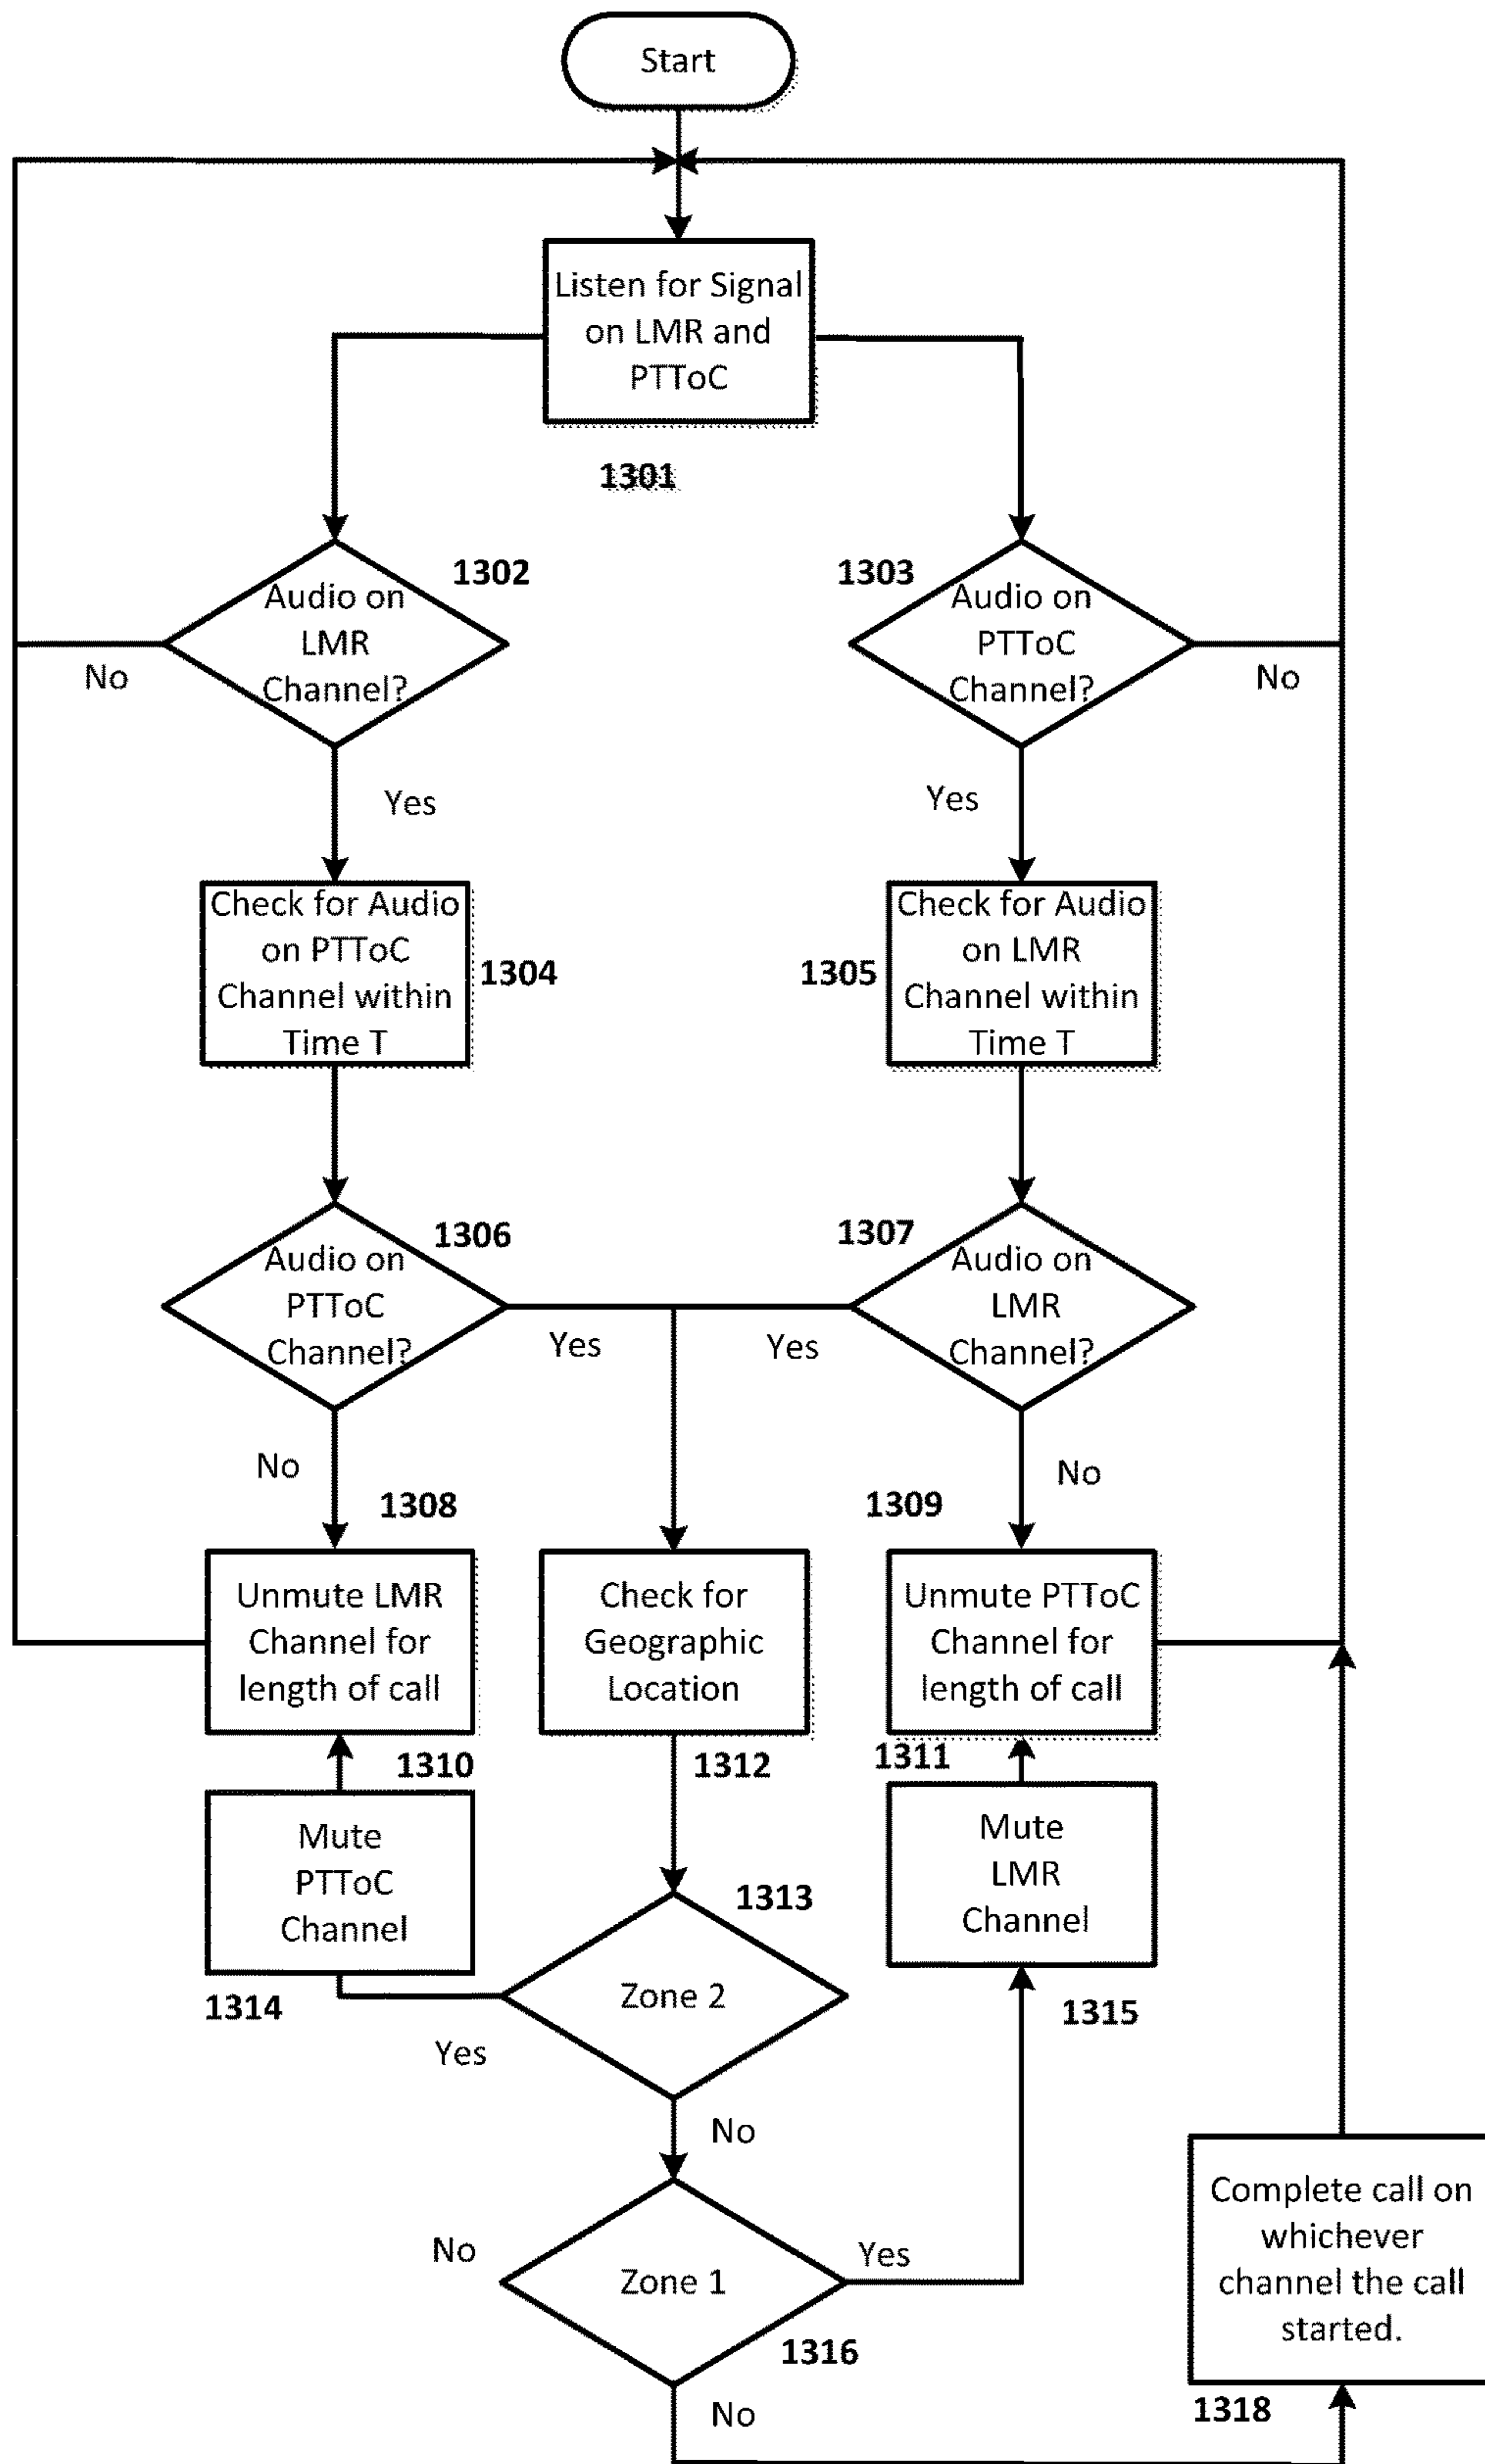 Start
Listen for Signal
on LMR and
PTToC
1301
1302
Audio on
LMR
Channel?
No
Yes
1303
Audio on
PTToC
Channel?
No
Yes
Check for Audio
on PTToC
Channel within
Time T
1304
1305
Check for Audio
on LMR
Channel within
Time T
1306
Audio on
PTToC
Channel?
Yes
No
1307
Audio on
LMR
Channel?
Yes
No
1308
Unmute LMR
Channel for
length of call
Check for
Geographic
Location
1309
Unmute PTToC
Channel for
length of call
1310
1312
1311
Mute
PTToC
Channel
1314
Mute
LMR
Channel
1315
1313
Zone 2
Yes
No
No
Zone 1
Yes
1316
No
Complete call on
whichever
channel the call
started.
1318